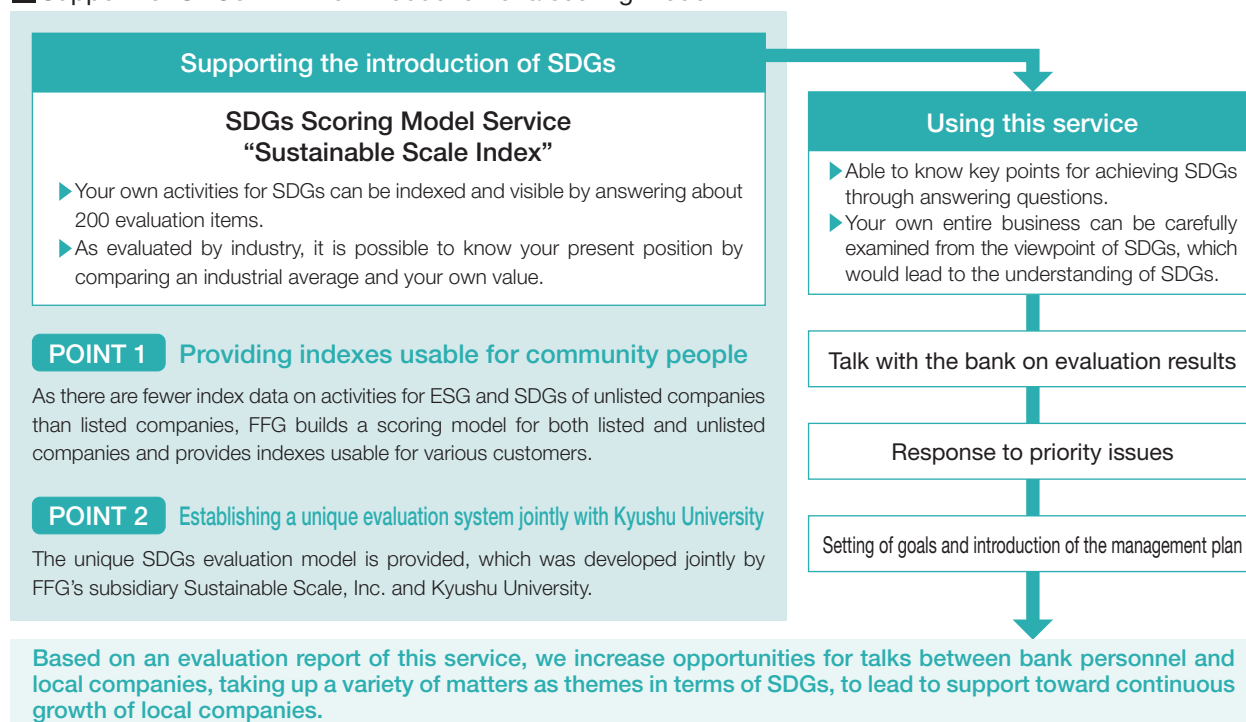 Supporting the introduction of SDGs
SDGs Scoring Model Service
“Sustainable Scale Index”
▶Your own activities for SDGs can be indexed and visible by answering about
200 evaluation items.
▶As evaluated by industry, it is possible to know your present position by
comparing an industrial average and your own value.
POINT 1 Providing indexes usable for community people
As there are fewer index data on activities for ESG and SDGs of unlisted companies
than listed companies, FFG builds a scoring model for both listed and unlisted
companies and provides indexes usable for various customers.
POINT 2 Establishing a unique evaluation system jointly with Kyushu University
The unique SDGs evaluation model is provided, which was developed jointly by
FFG’s subsidiary Sustainable Scale, Inc. and Kyushu University.
Using this service
▶Able to know key points for achieving SDGs
through answering questions.
▶Your own entire business can be carefully
examined from the viewpoint of SDGs, which
would lead to the understanding of SDGs.
Talk with the bank on evaluation results
Response to priority issues
Setting of goals and introduction of the management plan
Based on an evaluation report of this service, we increase opportunities for talks between bank personnel and
local companies, taking up a variety of matters as themes in terms of SDGs, to lead to support toward continuous
growth of local companies.